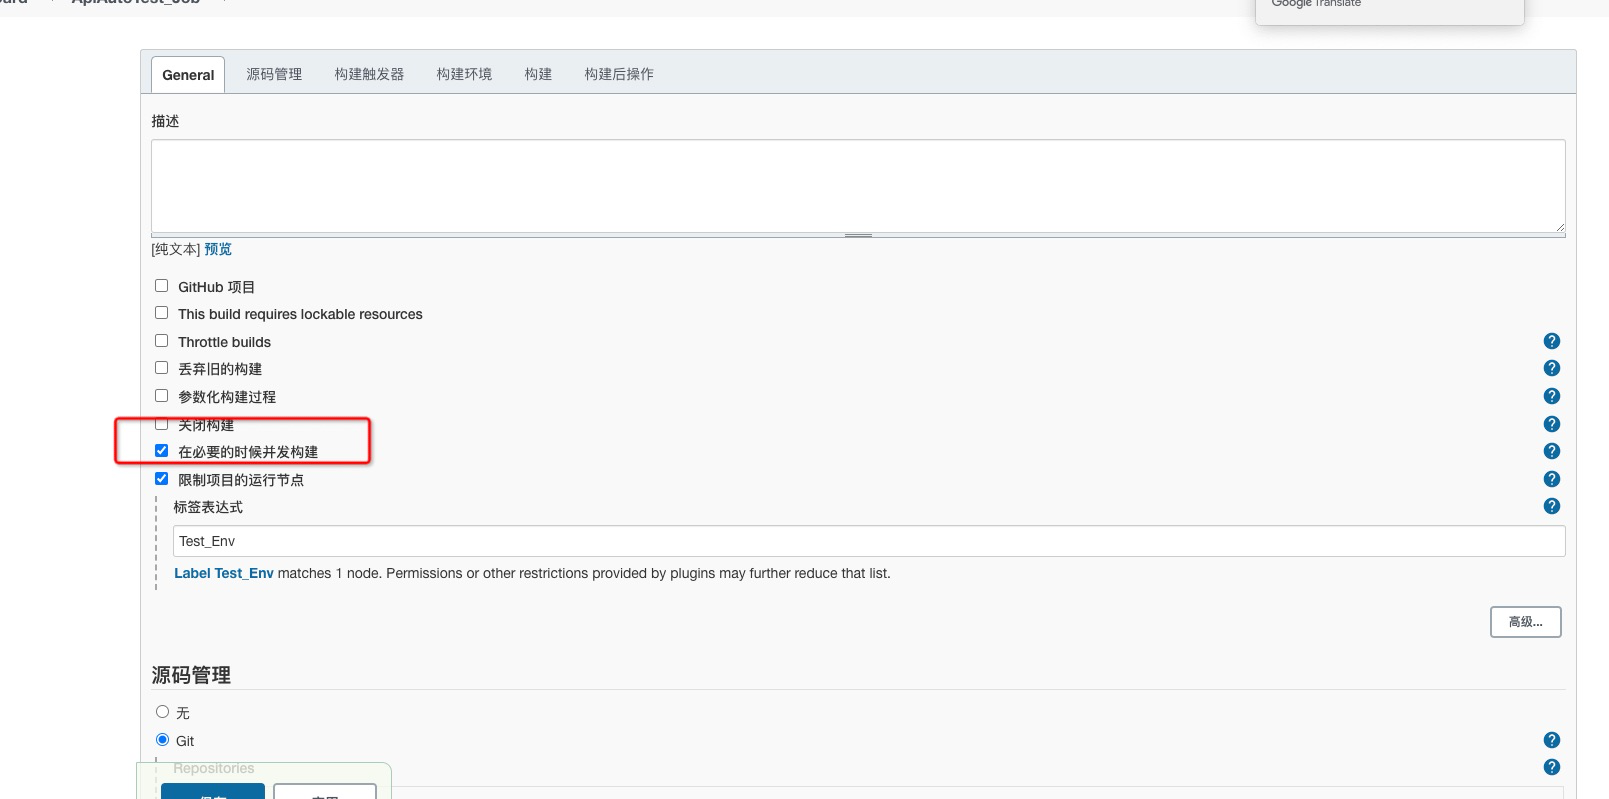 ApiAutoTest_Job
Google Translate
General 源码管理 构建触发器 构建环境 构建 构建后操作
描述
[纯文本] 预览
GitHub 项目
This build requires lockable resources
Throttle builds
?
丢弃旧的构建
?
参数化构建过程
?
关闭构建
?
在必要的时候并发构建
?
限制项目的运行节点
?
标签表达式
?
Test_Env
Label Test_Env matches 1 node. Permissions or other restrictions provided by plugins may further reduce that list.
高级...
源码管理
无
Git
?
Repositories
?